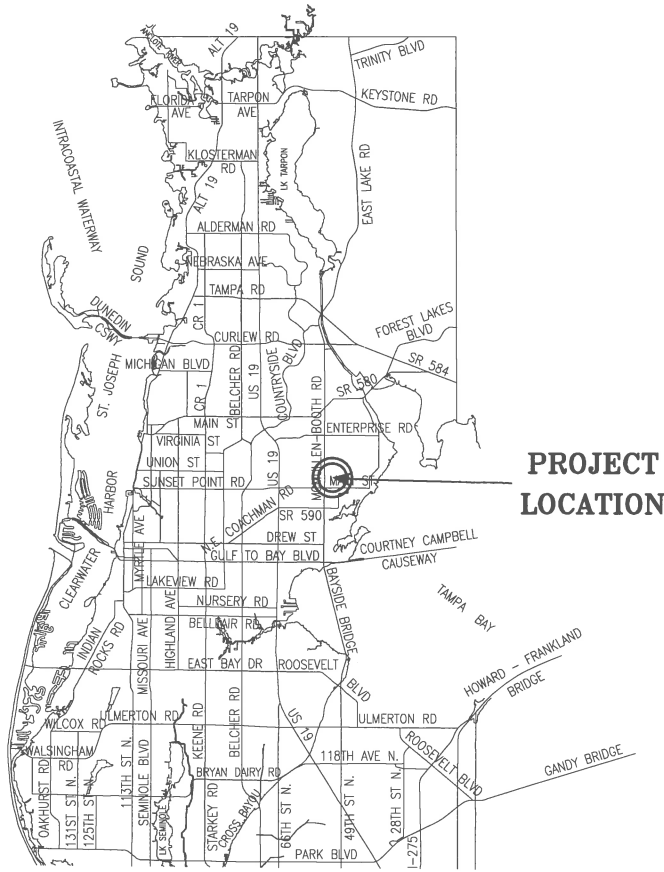 ANCLOTE RIVER
ALT 19
TRINITY BLVD
FLORIDA
AVE
TARPON
AVE
KEYSTONE RD
KLOSTERMAN
RD
LK TARPON
EAST LAKE RD
INTRACOASTAL WATERWAY
ALT 19
ALDERMAN RD
SOUND
NEBRASKA AVE
TAMPA RD
CR 1
DUNEDIN
CSWY
FOREST LAKES
BLVD
CURLEW RD
COUNTRYSIDE
BLVD
ST. JOSEPH
MICHIGAN BLVD
BELCHER RD
US 19
SR 584
SR 580
CR 1
MAIN ST
McMULLEN-BOOTH RD
ENTERPRISE RD
VIRGINIA ST
UNION ST
US 19
PROJECT
LOCATION
SUNSET POINT RD
MAIN ST
HARBOR
N.E. COACHMAN RD
SR 590
DREW ST
COURTNEY CAMPBELL
CAUSEWAY
MYRTLE AVE
GULF TO BAY BLVD
CLEARWATER
LAKEVIEW RD
NURSERY RD
BAYSIDE BRIDGE
TAMPA BAY
BELLEAIR RD
INDIAN
ROCKS RD
MISSOURI AVE
HIGHLAND AVE
EAST BAY DR
ROOSEVELT
BLVD
HOWARD - FRANKLAND
BRIDGE
WILCOX RD
ULMERTON RD
KEENE RD
BELCHER RD
US 19
ULMERTON RD
WALSINGHAM
RD
118TH AVE N.
ROOSEVELT BLVD
GANDY BRIDGE
BRYAN DAIRY RD
OAKHURST RD
131ST ST N.
125TH ST N.
113TH ST N.
SEMINOLE BLVD
LK SEMINOLE
STARKEY RD
CROSS BAYOU
66TH ST N.
49TH ST N.
28TH ST N.
I-275
PARK BLVD